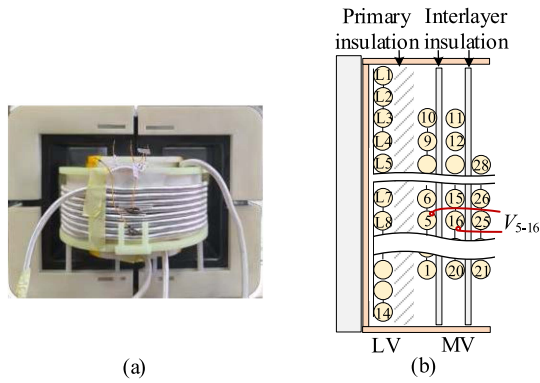 (a)
Primary insulation
Interlayer insulation
(b)
L1
L2
L3
10
11
L4
9
12
L5
28
L7
6
15
26
L8
5
16
25
V5-16
1
20
21
14
LV
MV